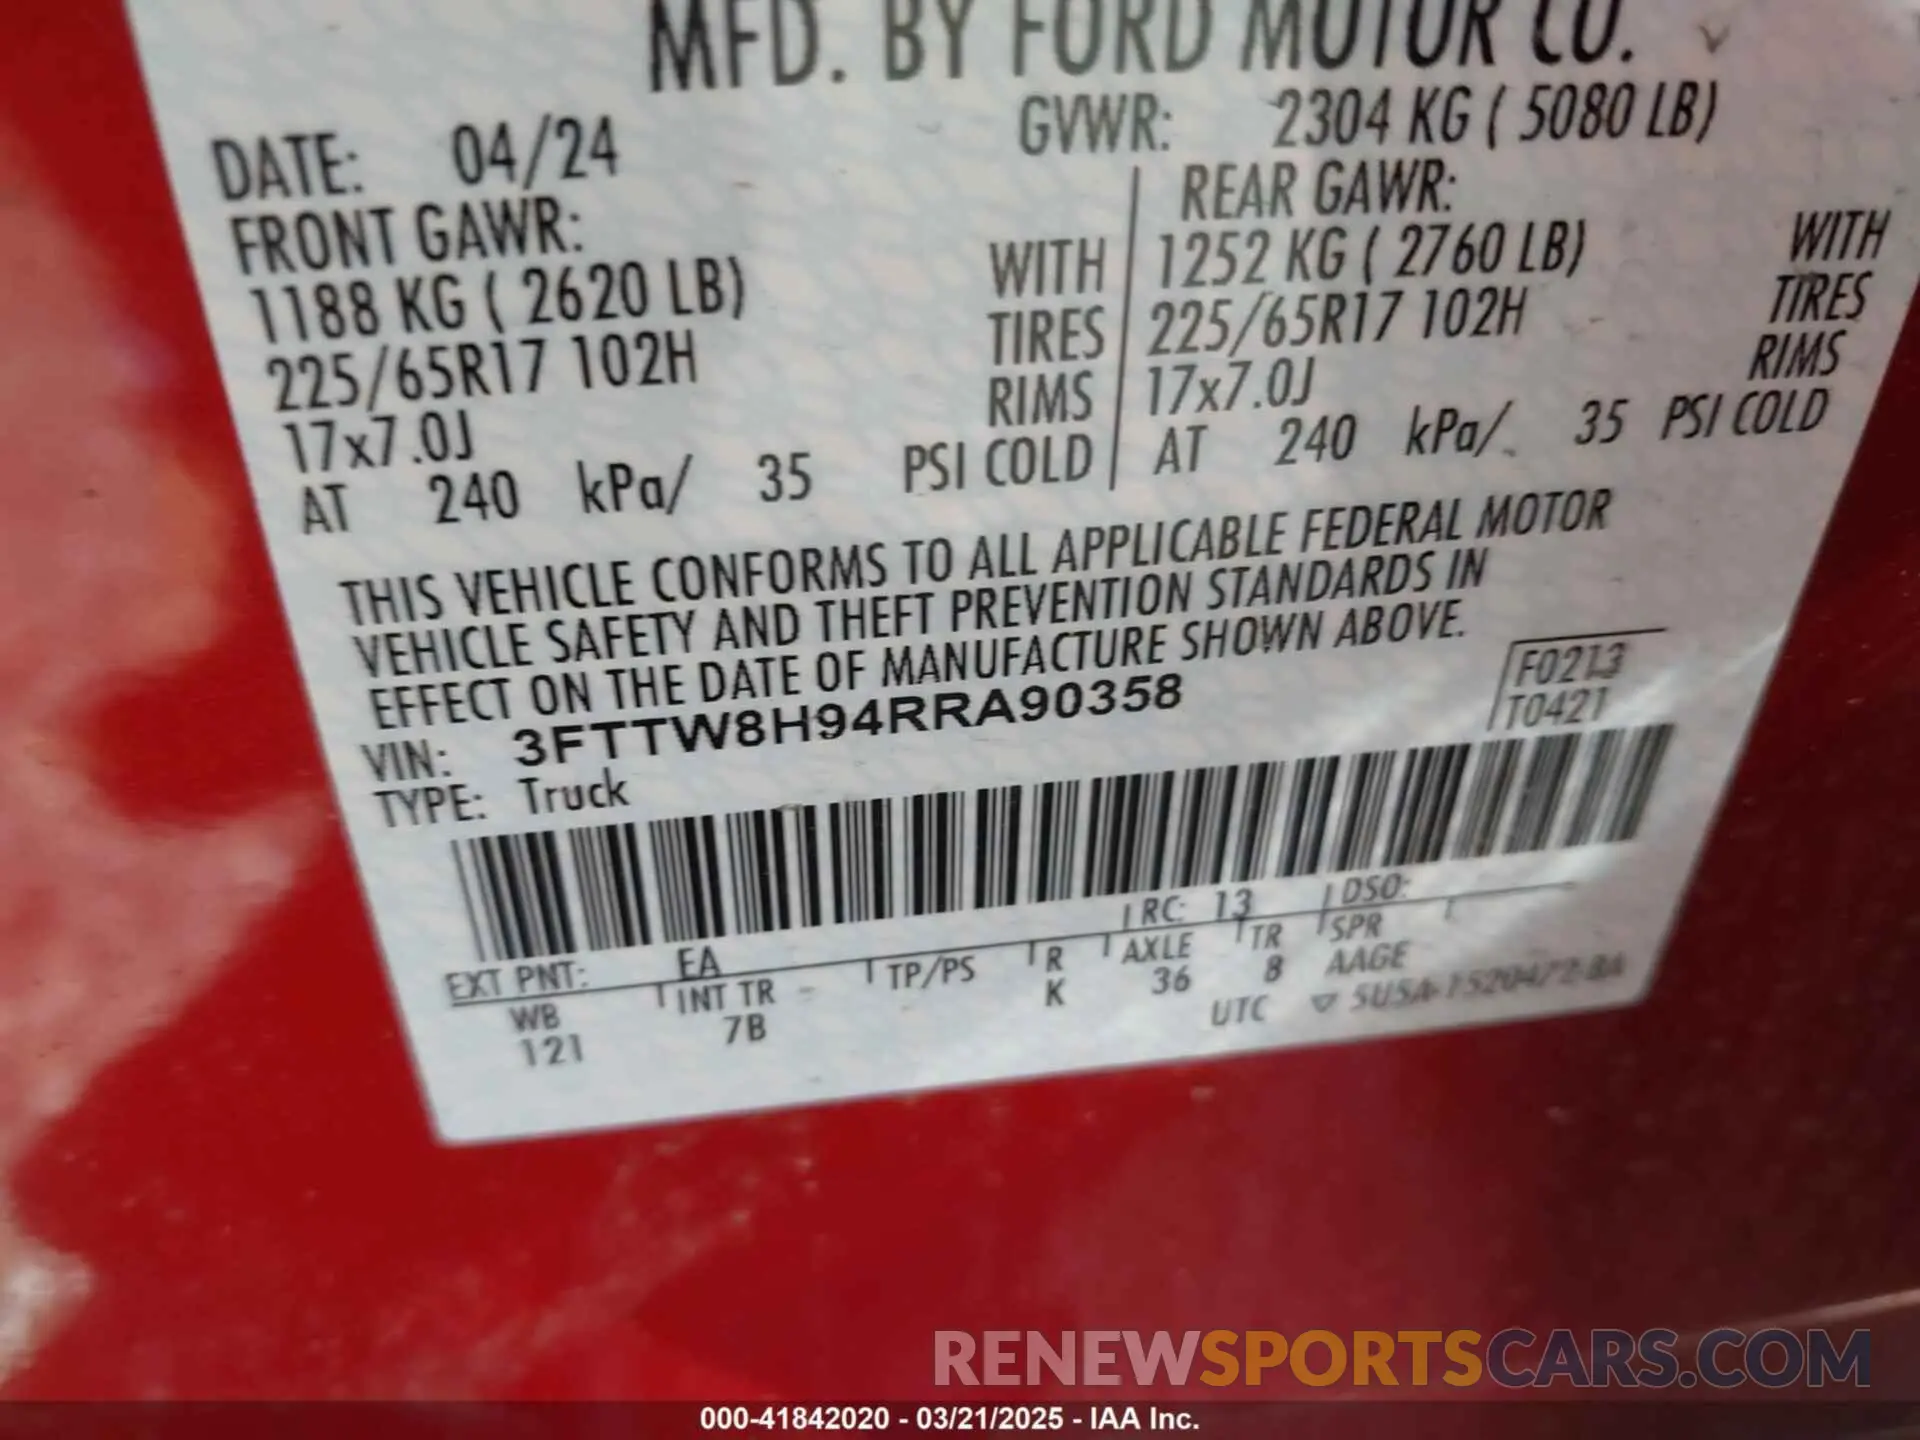 MFD. BY FORD MOTOR CO.
DATE: 04/24 GVWR: 2304 KG ( 5080 LB)
FRONT GAWR: REAR GAWR:
1188 KG ( 2620 LB) WITH 1252 KG ( 2760 LB) WITH
225/65R17 102H TIRES 225/65R17 102H TIRES
17x7.0J RIMS 17x7.0J RIMS
AT 240 kPa/ 35 PSI COLD AT 240 kPa/ 35 PSI COLD
THIS VEHICLE CONFORMS TO ALL APPLICABLE FEDERAL MOTOR
VEHICLE SAFETY AND THEFT PREVENTION STANDARDS IN
EFFECT ON THE DATE OF MANUFACTURE SHOWN ABOVE.
VIN: 3FTTW8H94RRA90358 F0213
TYPE: Truck T0421
EXT PNT: EA RC: 13 DSO:
WB INT TR TP/PS R AXLE TR SPR
121 7B K 36 8 AAGE
UTC
RENEWSPORTSCARS.COM
000-41842020 - 03/21/2025 - IAA Inc.